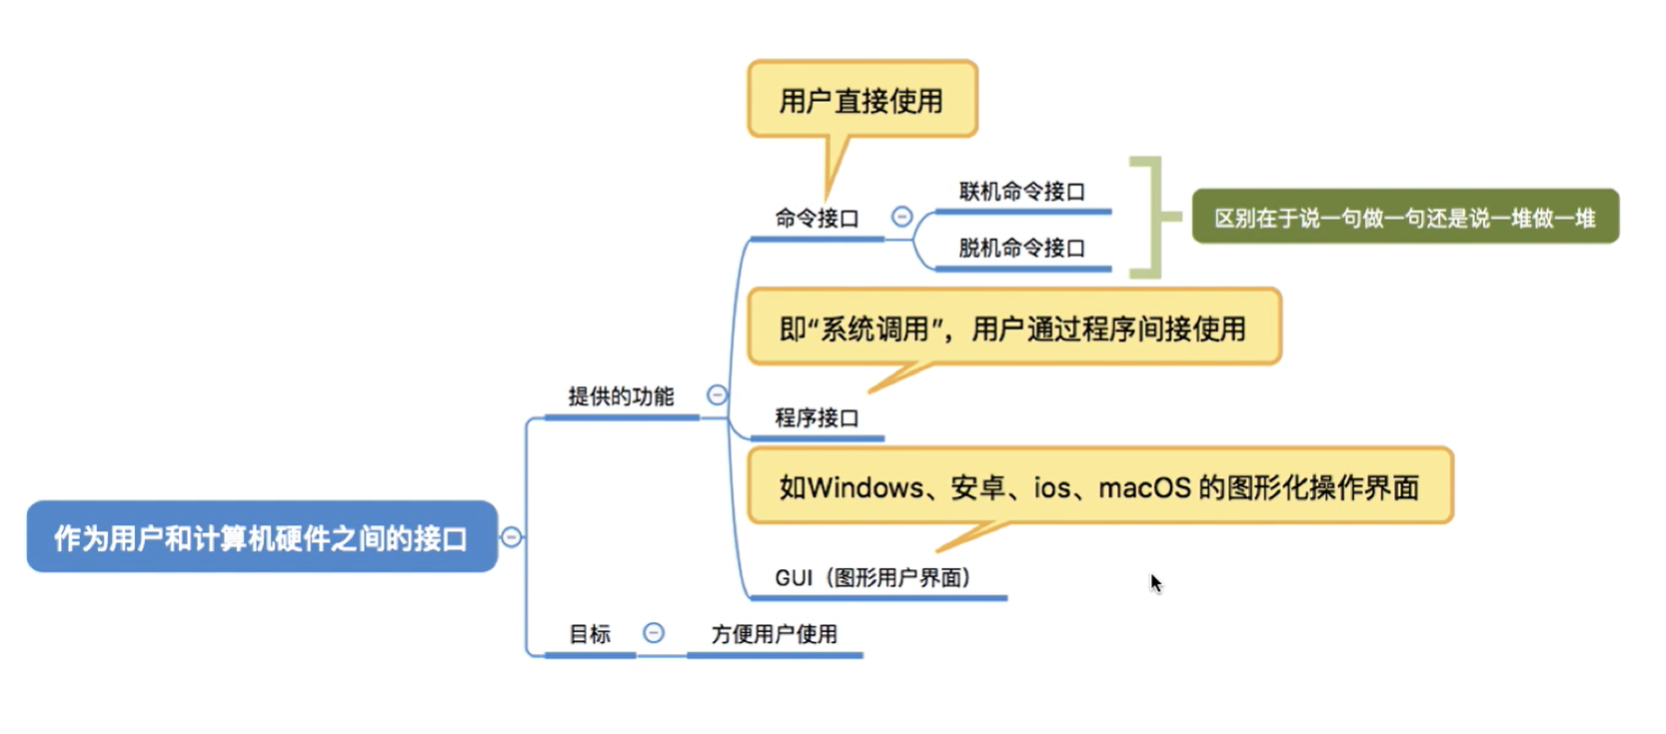 用户直接使用
联机命令接口
命令接口
区别在于说一句做一句还是说一堆做一堆
脱机命令接口
即“系统调用”，用户通过程序间接使用
提供的功能
程序接口
如Windows、安卓、ios、macOS 的图形化操作界面
作为用户和计算机硬件之间的接口
GUI（图形用户界面）
目标
方便用户使用